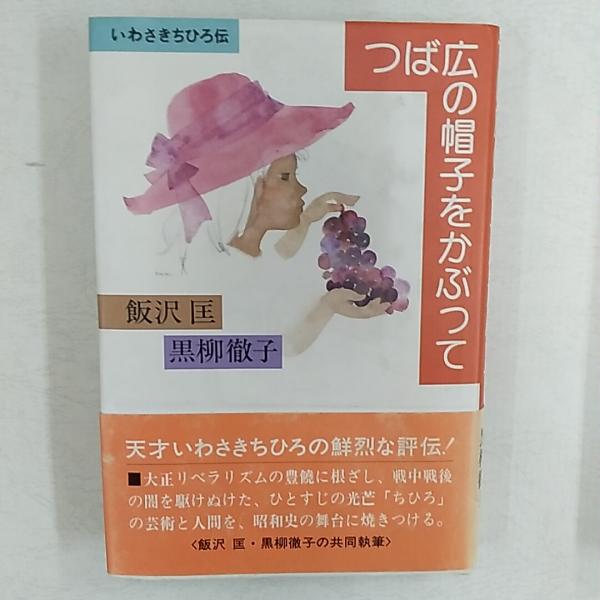 いわさきちひろ伝
つば広の帽子をかぶって
飯沢 匡
黒柳徹子
天才いわさきちひろの鮮烈な評伝!
■大正リベラリズムの豊饒に根ざし、戦中戦後
の闇を駆けぬけた、ひとすじの光芒「ちひろ」
の芸術と人間を、昭和史の舞台に焼きつける。
〈飯沢 匡・黒柳徹子の共同執筆〉